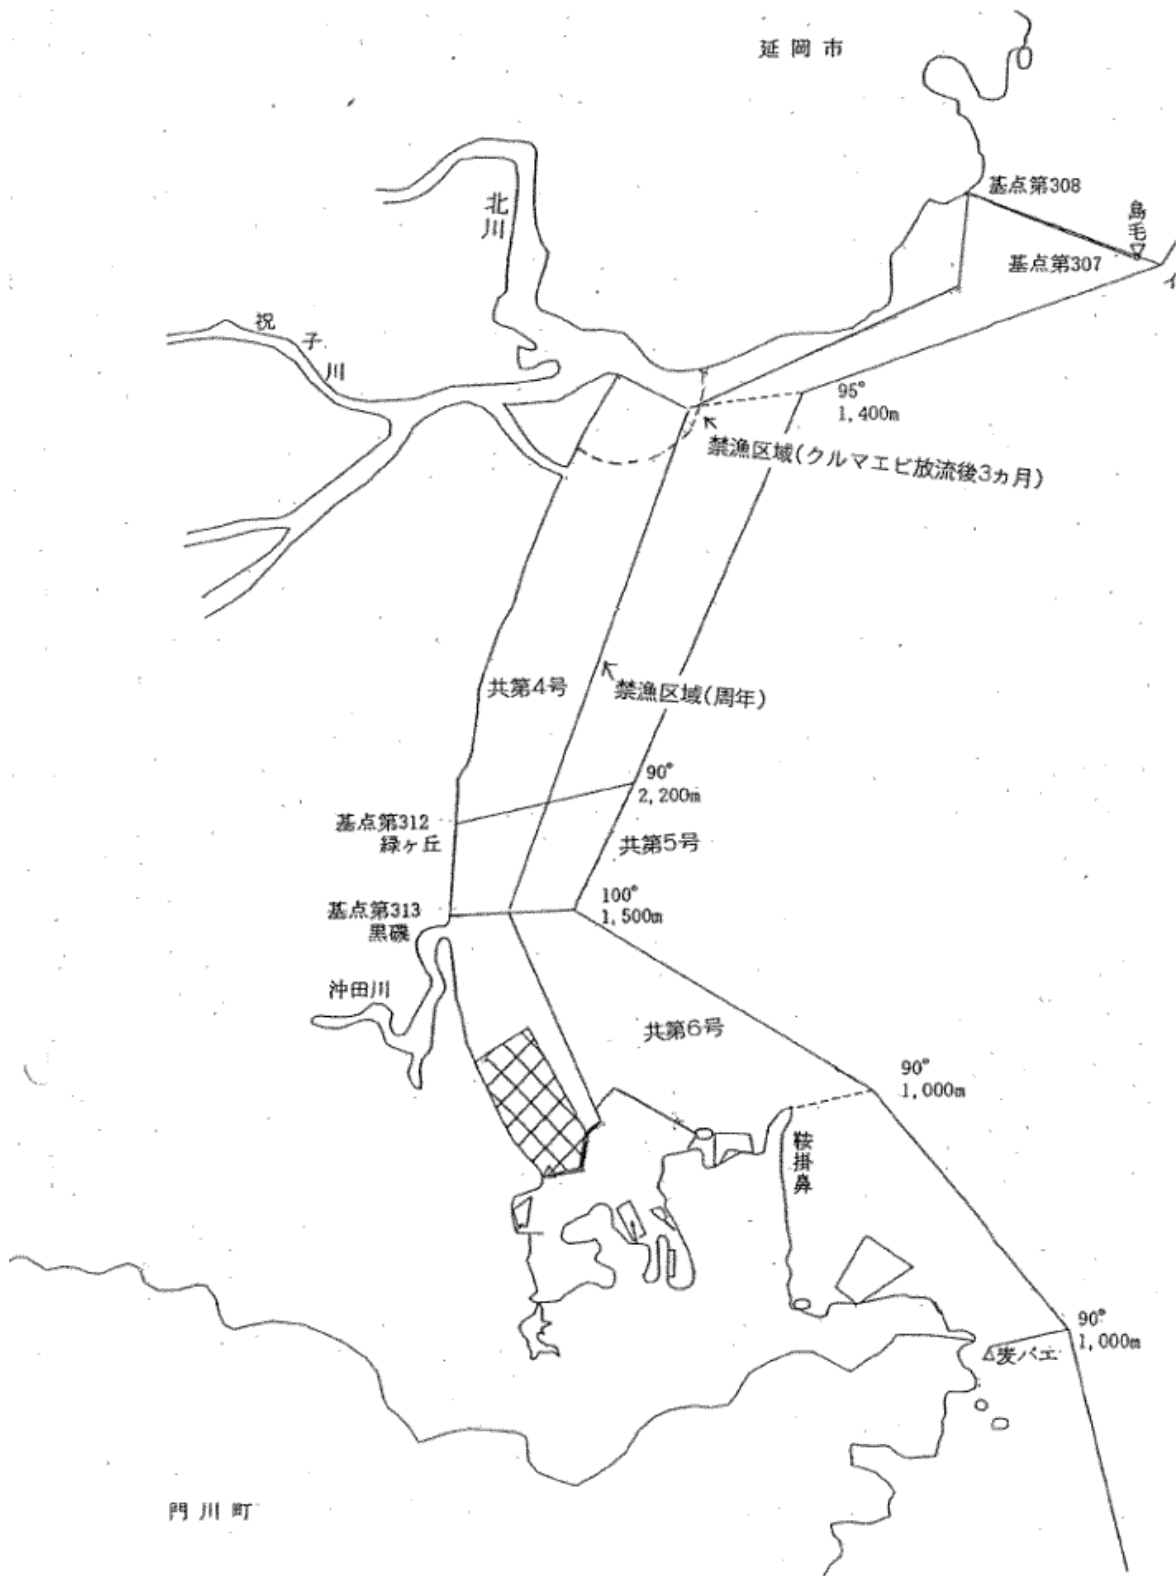 延岡市
基点第308
島毛
基点第307
イ
北川
祝子川
95°
1,400m
禁漁区域(クルマエビ放流後3ヵ月)
共第4号
禁漁区域(周年)
90°
2,200m
基点第312
緑ヶ丘
共第5号
100°
1,500m
基点第313
黒磯
沖田川
共第6号
90°
1,000m
鞍掛鼻
90°
1,000m
麦バエ
門川町